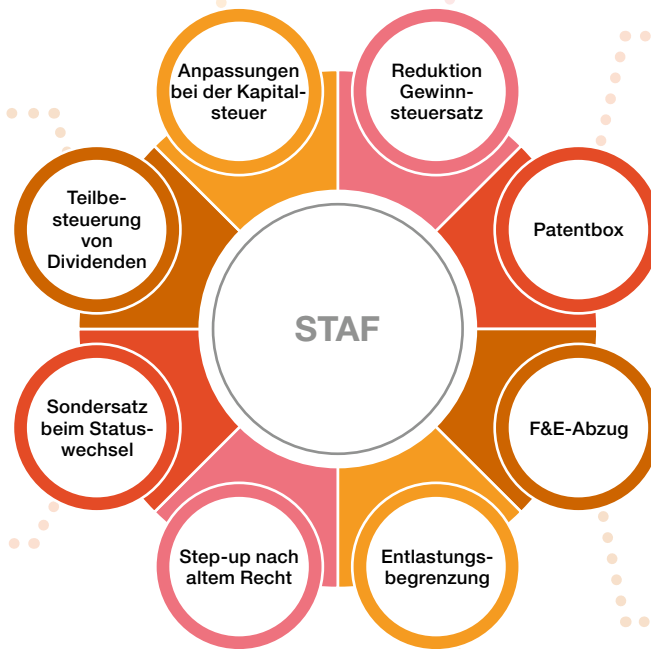 Anpassungen
bei der Kapital-
steuer
Reduktion
Gewinn-
steuersatz
Teilbe-
steuerung
von
Dividenden
Patentbox
STAF
Sondersatz
beim Status-
wechsel
F&E-Abzug
Step-up nach
altem Recht
Entlastungs-
begrenzung